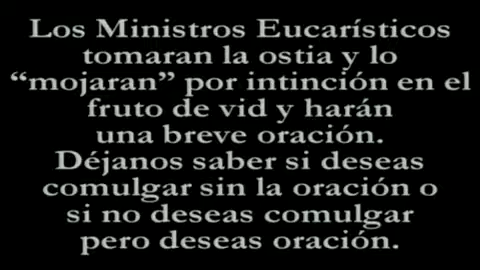 Los Ministros Eucarísticos
tomaran la ostia y lo
“mojaran” por intinción en el
fruto de vid y harán
una breve oración.
Déjanos saber si deseas
comulgar sin la oración o
si no deseas comulgar
pero deseas oración.